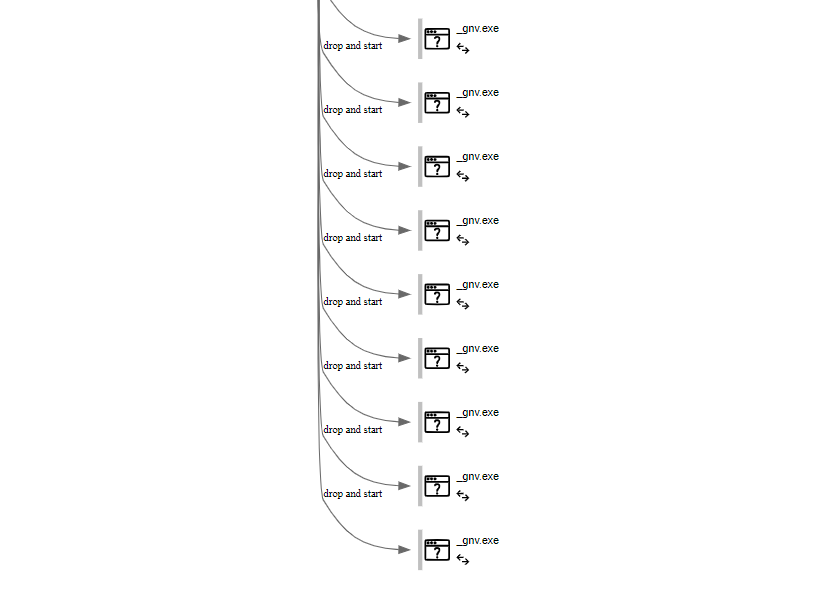 _gnv.exe
drop and start
_gnv.exe
drop and start
_gnv.exe
drop and start
_gnv.exe
drop and start
_gnv.exe
drop and start
_gnv.exe
drop and start
_gnv.exe
drop and start
_gnv.exe
drop and start
_gnv.exe